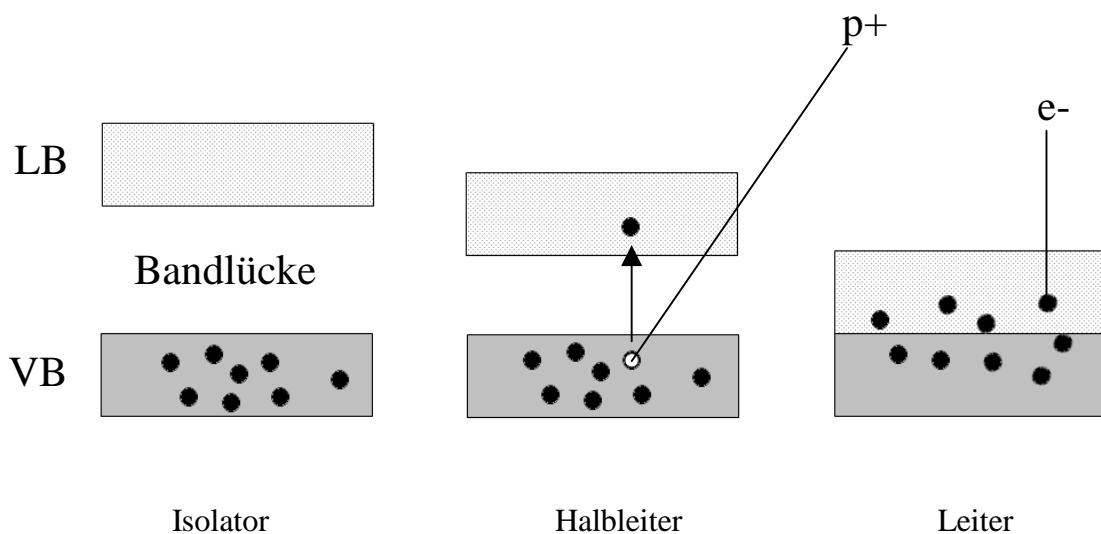 p+
e-
LB
Bandlücke
VB
Isolator
Halbleiter
Leiter